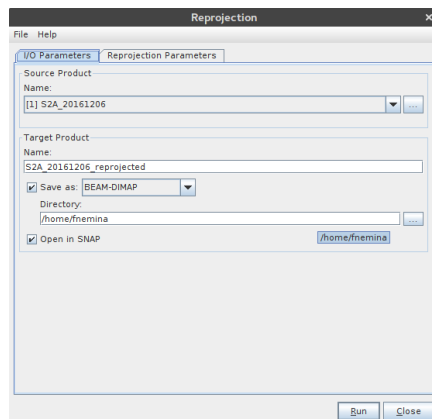 Reprojection
File Help
I/O Parameters Reprojection Parameters
Source Product
Name:
[1] S2A_20161206
...
Target Product
Name:
S2A_20161206_reprojected
Save as: BEAM-DIMAP
Directory:
/home/fnemina
...
Open in SNAP
/home/fnemina
Run Close